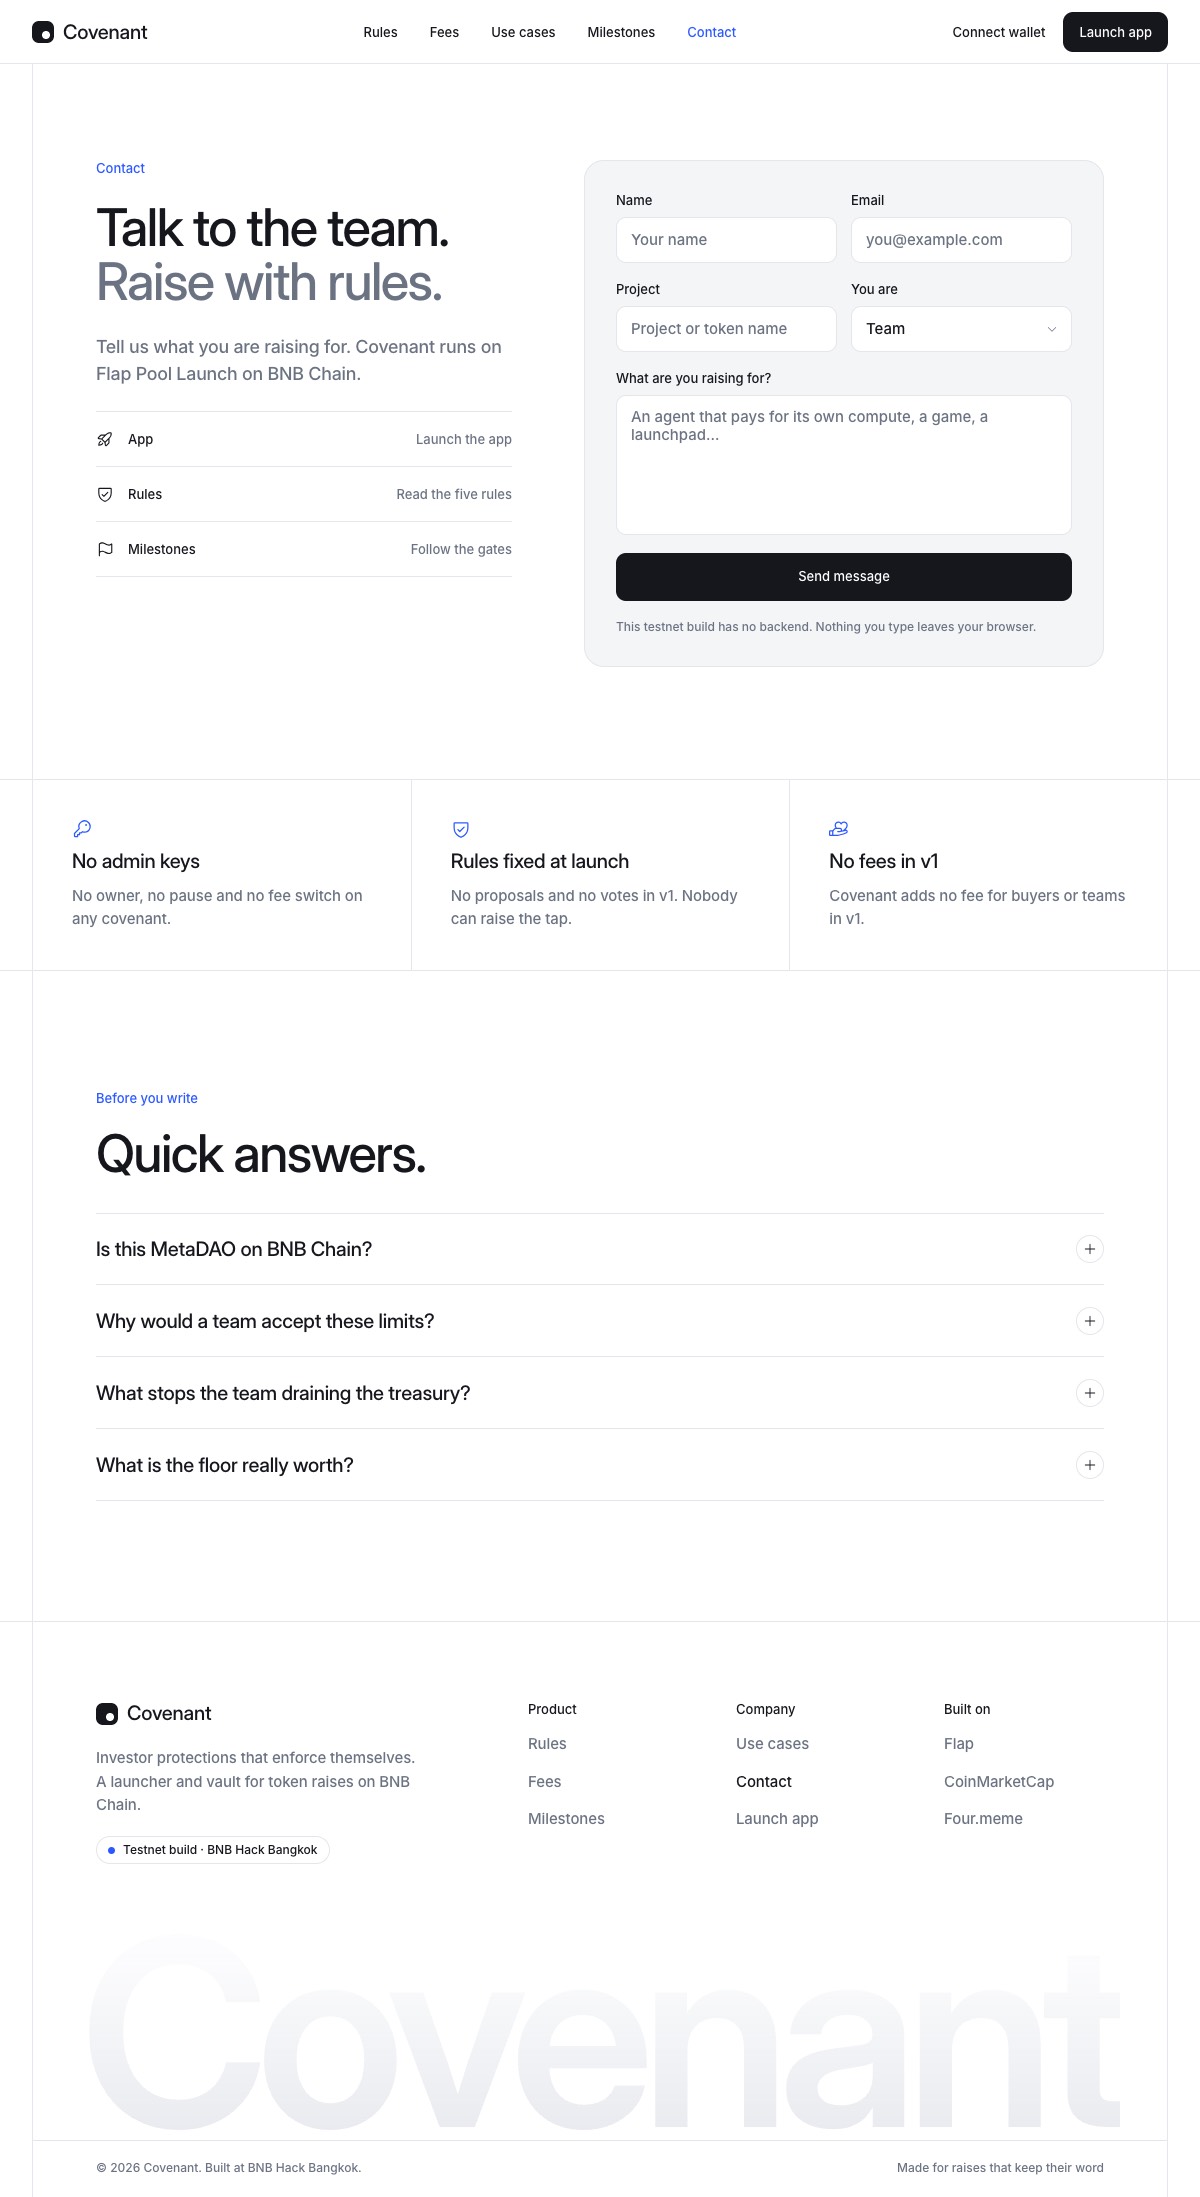 Covenant
Rules
Fees
Use cases
Milestones
Contact
Connect wallet
Launch app
Contact
Talk to the team.
Raise with rules.
Tell us what you are raising for. Covenant runs on
Flap Pool Launch on BNB Chain.
App
Launch the app
Rules
Read the five rules
Milestones
Follow the gates
Name
Email
Your name
you@example.com
Project
You are
Project or token name
Team
What are you raising for?
An agent that pays for its own compute, a game, a
launchpad...
Send message
This testnet build has no backend. Nothing you type leaves your browser.
No admin keys
No owner, no pause and no fee switch on
any covenant.
Rules fixed at launch
No proposals and no votes in v1. Nobody
can raise the tap.
No fees in v1
Covenant adds no fee for buyers or teams
in v1.
Before you write
Quick answers.
Is this MetaDAO on BNB Chain?
Why would a team accept these limits?
What stops the team draining the treasury?
What is the floor really worth?
Covenant
Investor protections that enforce themselves.
A launcher and vault for token raises on BNB
Chain.
Testnet build · BNB Hack Bangkok
Product
Rules
Fees
Milestones
Company
Use cases
Contact
Launch app
Built on
Flap
CoinMarketCap
Four.meme
Covenant
© 2026 Covenant. Built at BNB Hack Bangkok.
Made for raises that keep their word